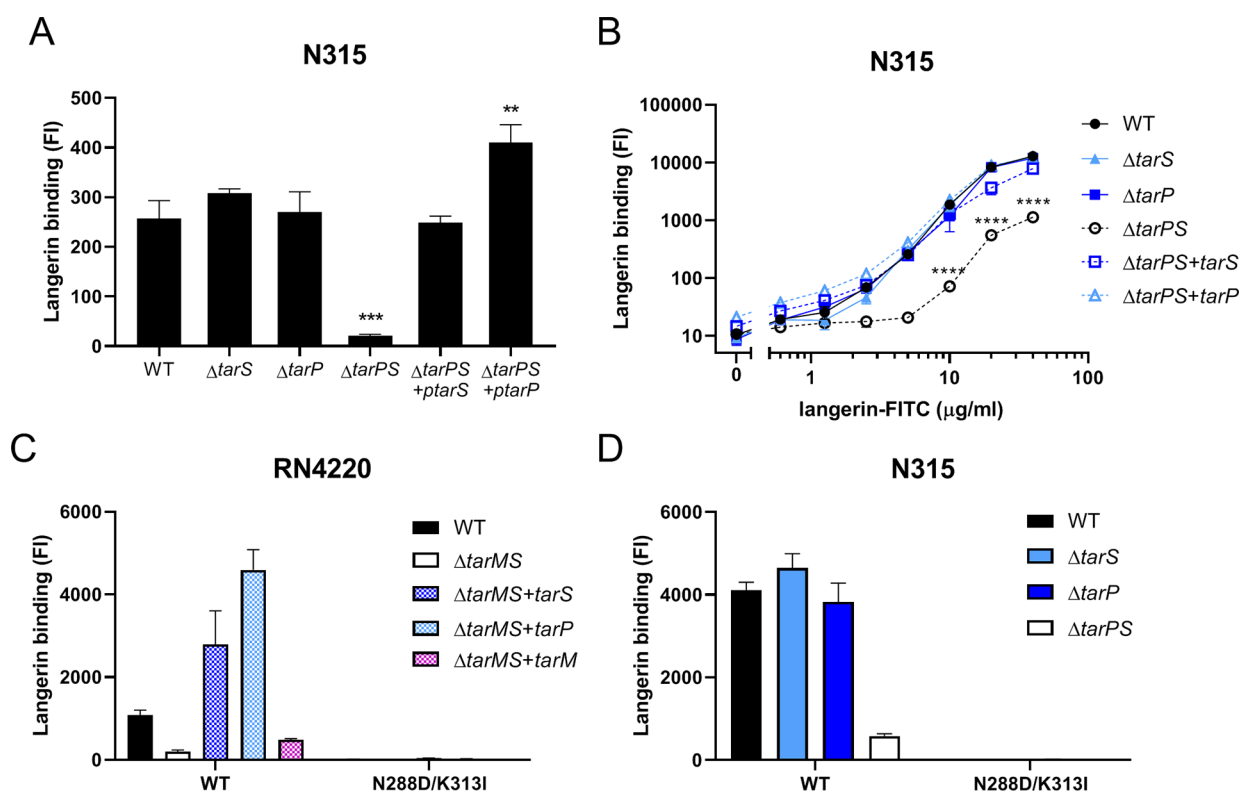 A
N315
Langerin binding (FI)
500
400
300
200
100
0
***
**
WT
ΔtarS
ΔtarP
ΔtarPS
ΔtarPS
+ptarS
ΔtarPS
+ptarP
B
N315
Langerin binding (FI)
100000
10000
1000
100
10
****
****
****
0
1
10
100
langerin-FITC (μg/ml)
WT
ΔtarS
ΔtarP
ΔtarPS
ΔtarPS+tarS
ΔtarPS+tarP
C
RN4220
Langerin binding (FI)
6000
4000
2000
0
WT
N288D/K313I
WT
ΔtarMS
ΔtarMS+tarS
ΔtarMS+tarP
ΔtarMS+tarM
D
N315
Langerin binding (FI)
6000
4000
2000
0
WT
N288D/K313I
WT
ΔtarS
ΔtarP
ΔtarPS